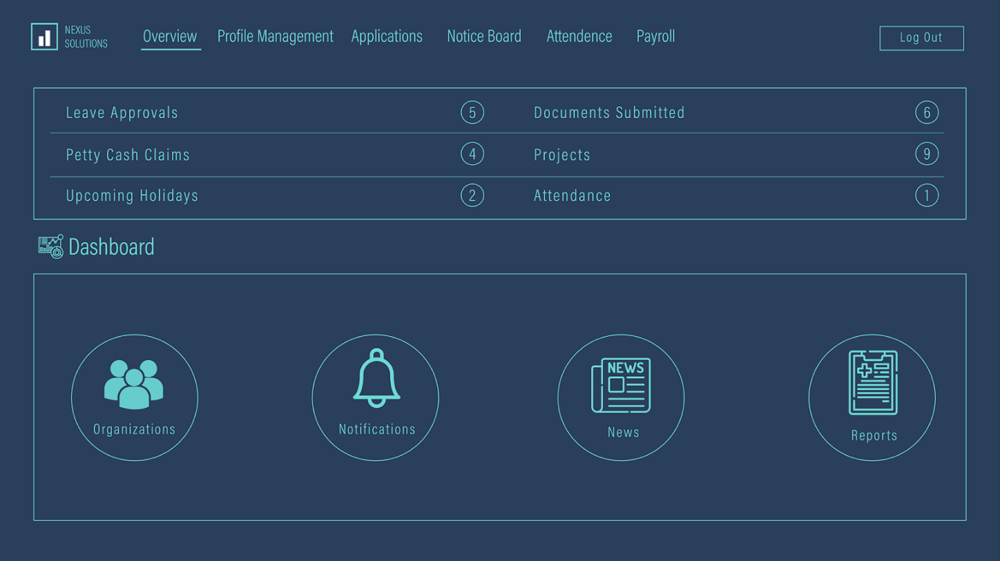 NEXUS
SOLUTIONS
Overview Profile Management Applications Notice Board Attendence Payroll Log Out
Leave Approvals 5 Documents Submitted 6
Petty Cash Claims 4 Projects 9
Upcoming Holidays 2 Attendance 1
Dashboard
NEWS
Organizations Notifications News Reports